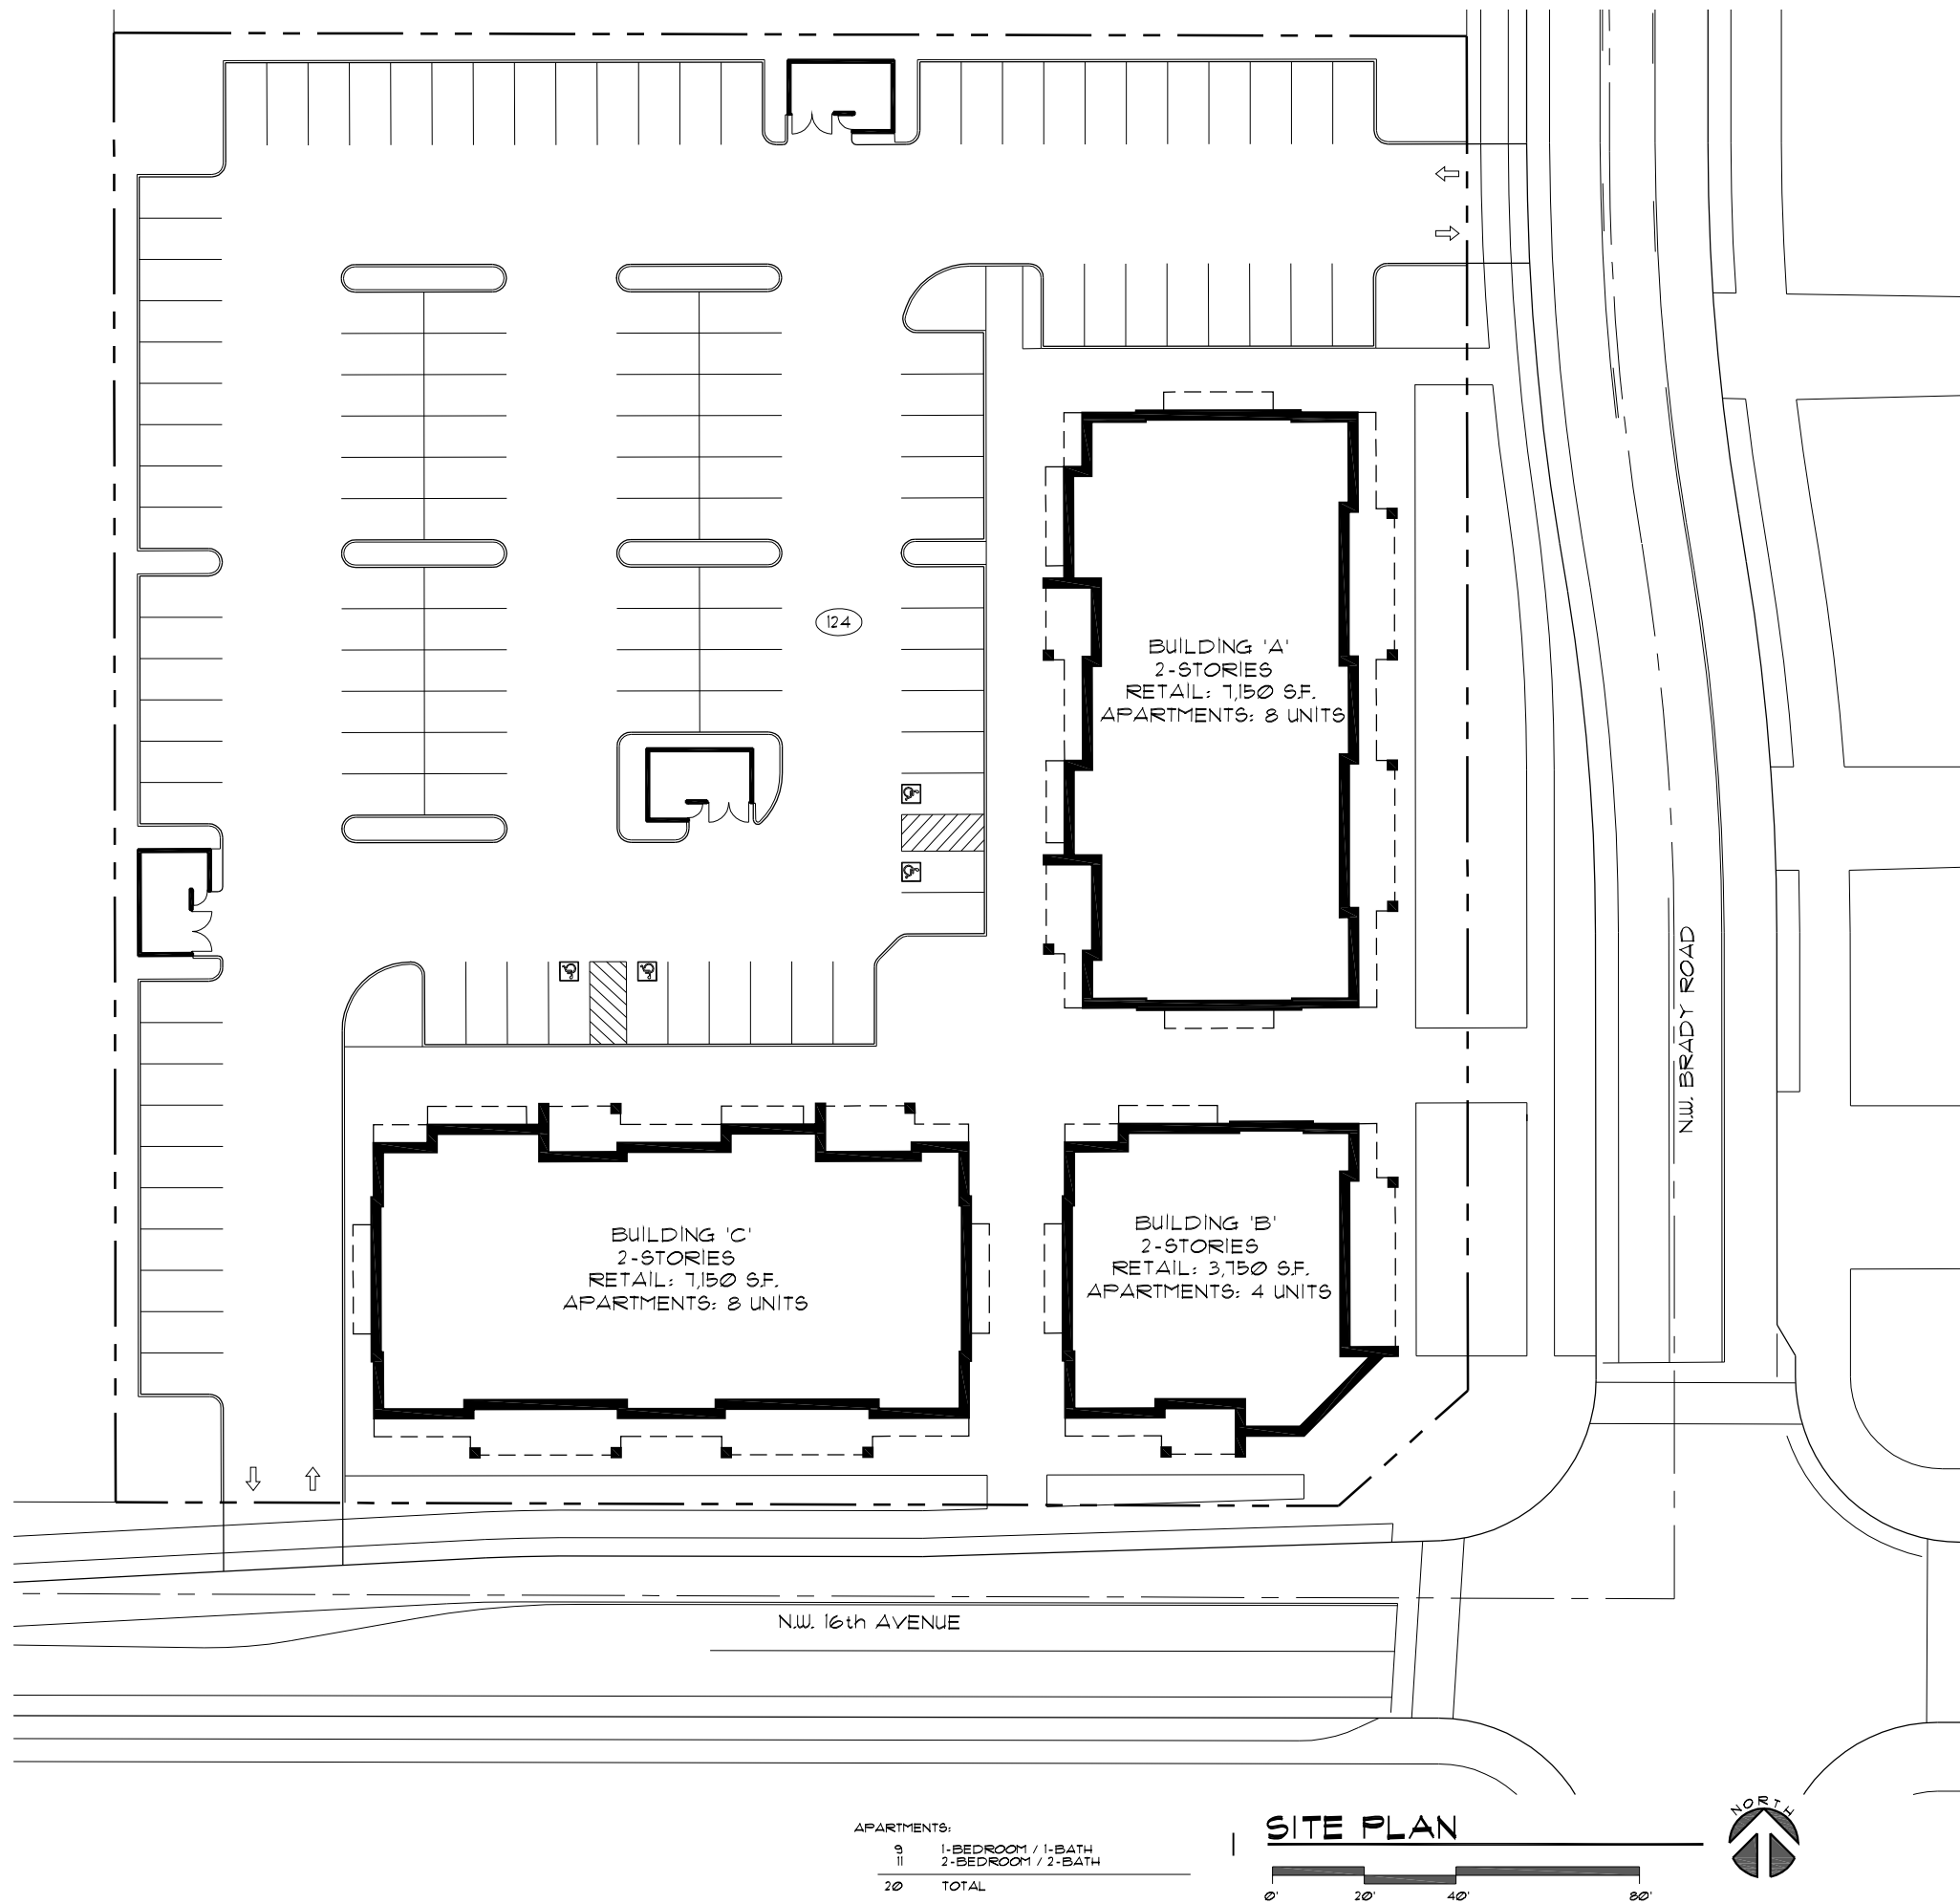 124
BUILDING 'A'
2-STORIES
RETAIL: 7,150 S.F.
APARTMENTS: 8 UNITS
N.W. BRADY ROAD
BUILDING 'C'
2-STORIES
RETAIL: 7,150 S.F.
APARTMENTS: 8 UNITS
BUILDING 'B'
2-STORIES
RETAIL: 3,750 S.F.
APARTMENTS: 4 UNITS
N.W. 16th AVENUE
APARTMENTS:
9 1-BEDROOM / 1-BATH
11 2-BEDROOM / 2-BATH
20 TOTAL
SITE PLAN
0' 20' 40' 80'
NORTH